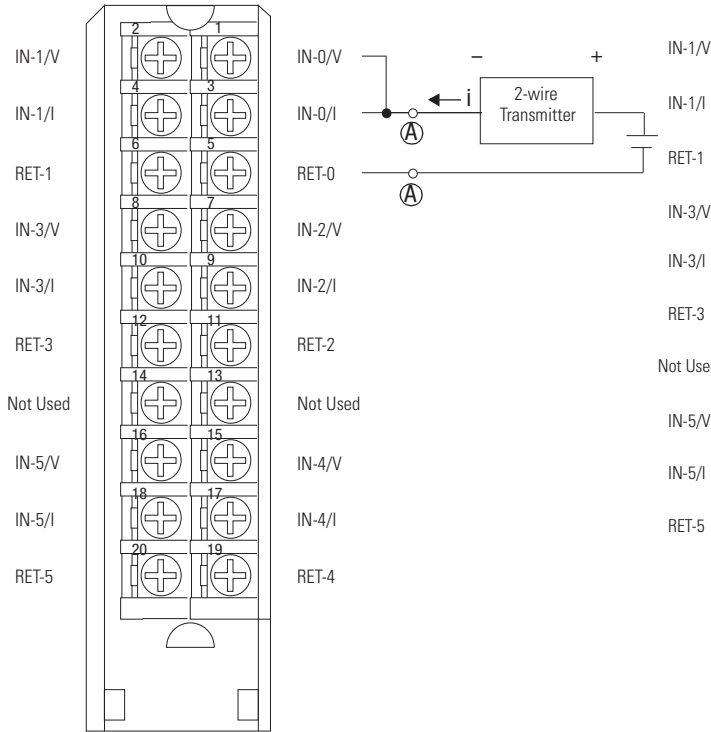 2 1
IN-1/V IN-0/V
4 3
IN-1/I IN-0/I
6 5
RET-1 RET-0
8 7
IN-3/V IN-2/V
10 9
IN-3/I IN-2/I
12 11
RET-3 RET-2
14 13
Not Used Not Used
16 15
IN-5/V IN-4/V
18 17
IN-5/I IN-4/I
20 19
RET-5 RET-4
– +
i
2-wire
Transmitter
A
A
IN-1/V
IN-1/I
RET-1
IN-3/V
IN-3/I
RET-3
Not Use
IN-5/V
IN-5/I
RET-5